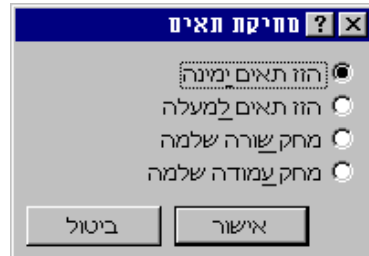 מחיקת תאים
הזז תאים ימינה
הזז תאים למעלה
מחק שורה שלמה
מחק עמודה שלמה
אישור
ביטול